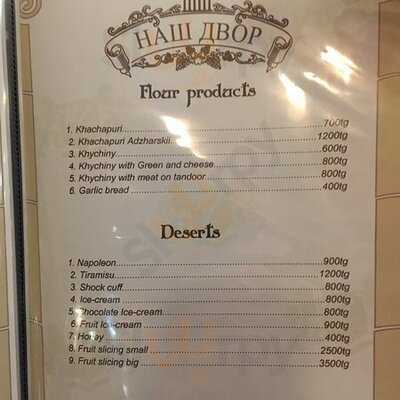 НАШ ДВОР
Flour products
1. Khachapuri 700tg
2. Khachapuri Adzharskii 1200tg
3. Khychiny 600tg
4. Khychiny with Green and cheese 800tg
5. Khychiny with meat on tandoor 800tg
6. Garlic bread 400tg
Deserts
1. Napoleon 900tg
2. Tiramisu 1200tg
3. Shock cuff 800tg
4. Ice-cream 800tg
5. Chocolate Ice-cream 800tg
6. Fruit Ice-cream 900tg
7. Honey 400tg
8. Fruit slicing small 2500tg
9. Fruit slicing big 3500tg